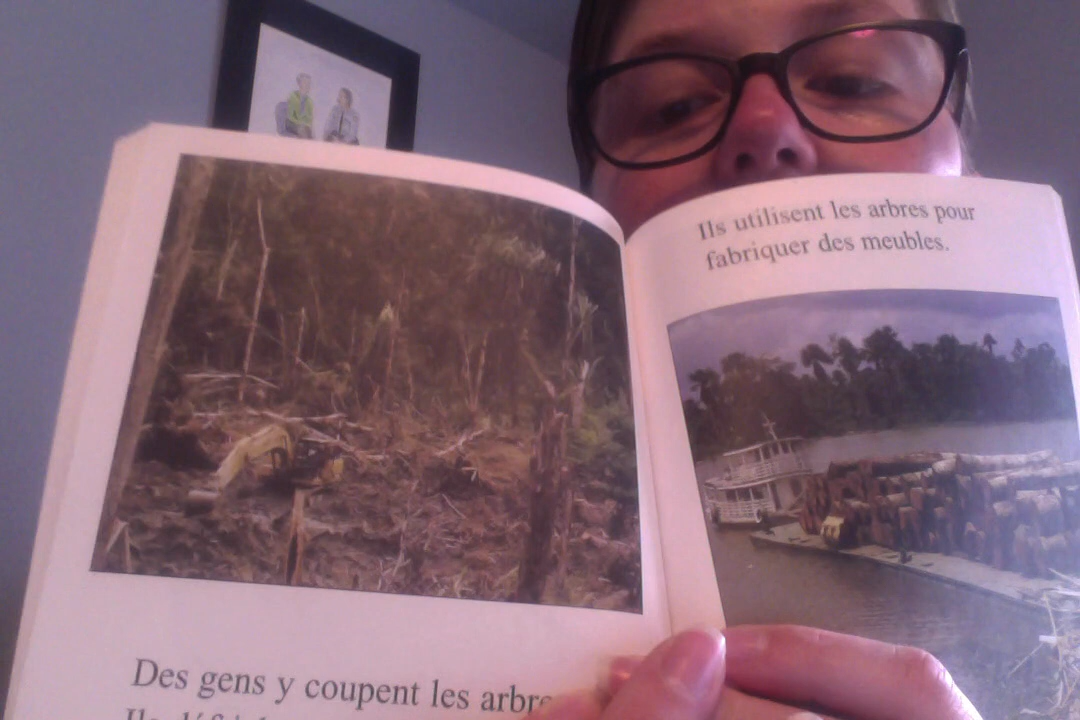 Des gens y coupent les
Ils utilisent les arbres pour
fabriquer des meubles.